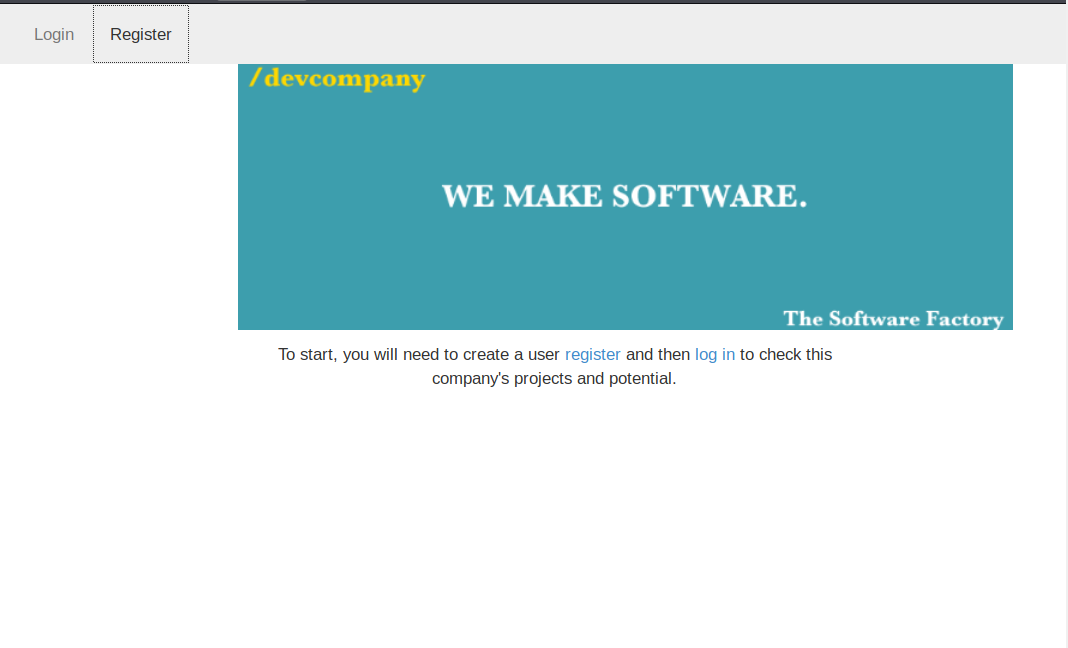 Login Register
/devcompany
WE MAKE SOFTWARE.
The Software Factory
To start, you will need to create a user register and then log in to check this
company's projects and potential.